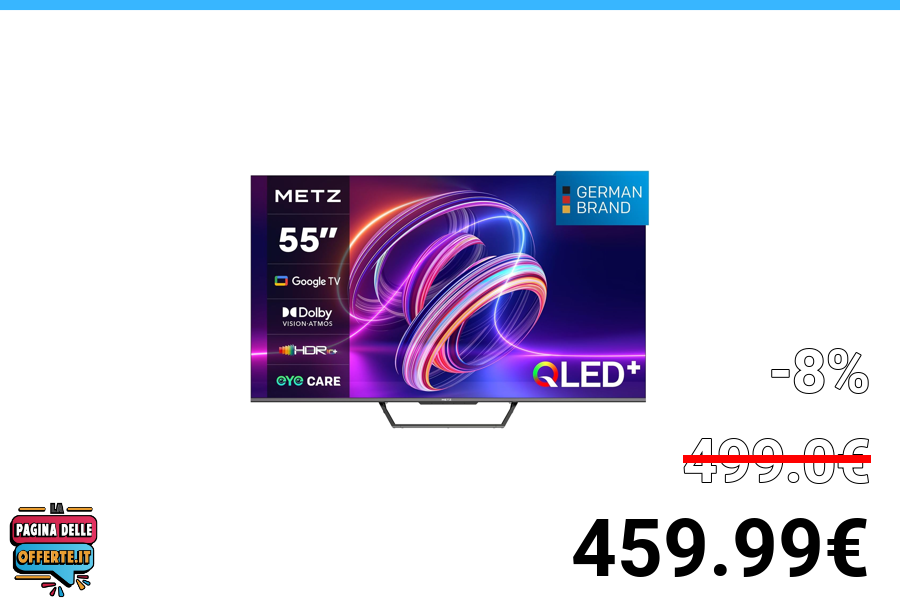 METZ
55″
Google TV
Dolby
VISION·ATMOS
HDR
eye CARE
GERMAN
BRAND
QLED+
METZ
-8%
499.0€
459.99€
LA
PAGINA DELLE
OFFERTE.IT